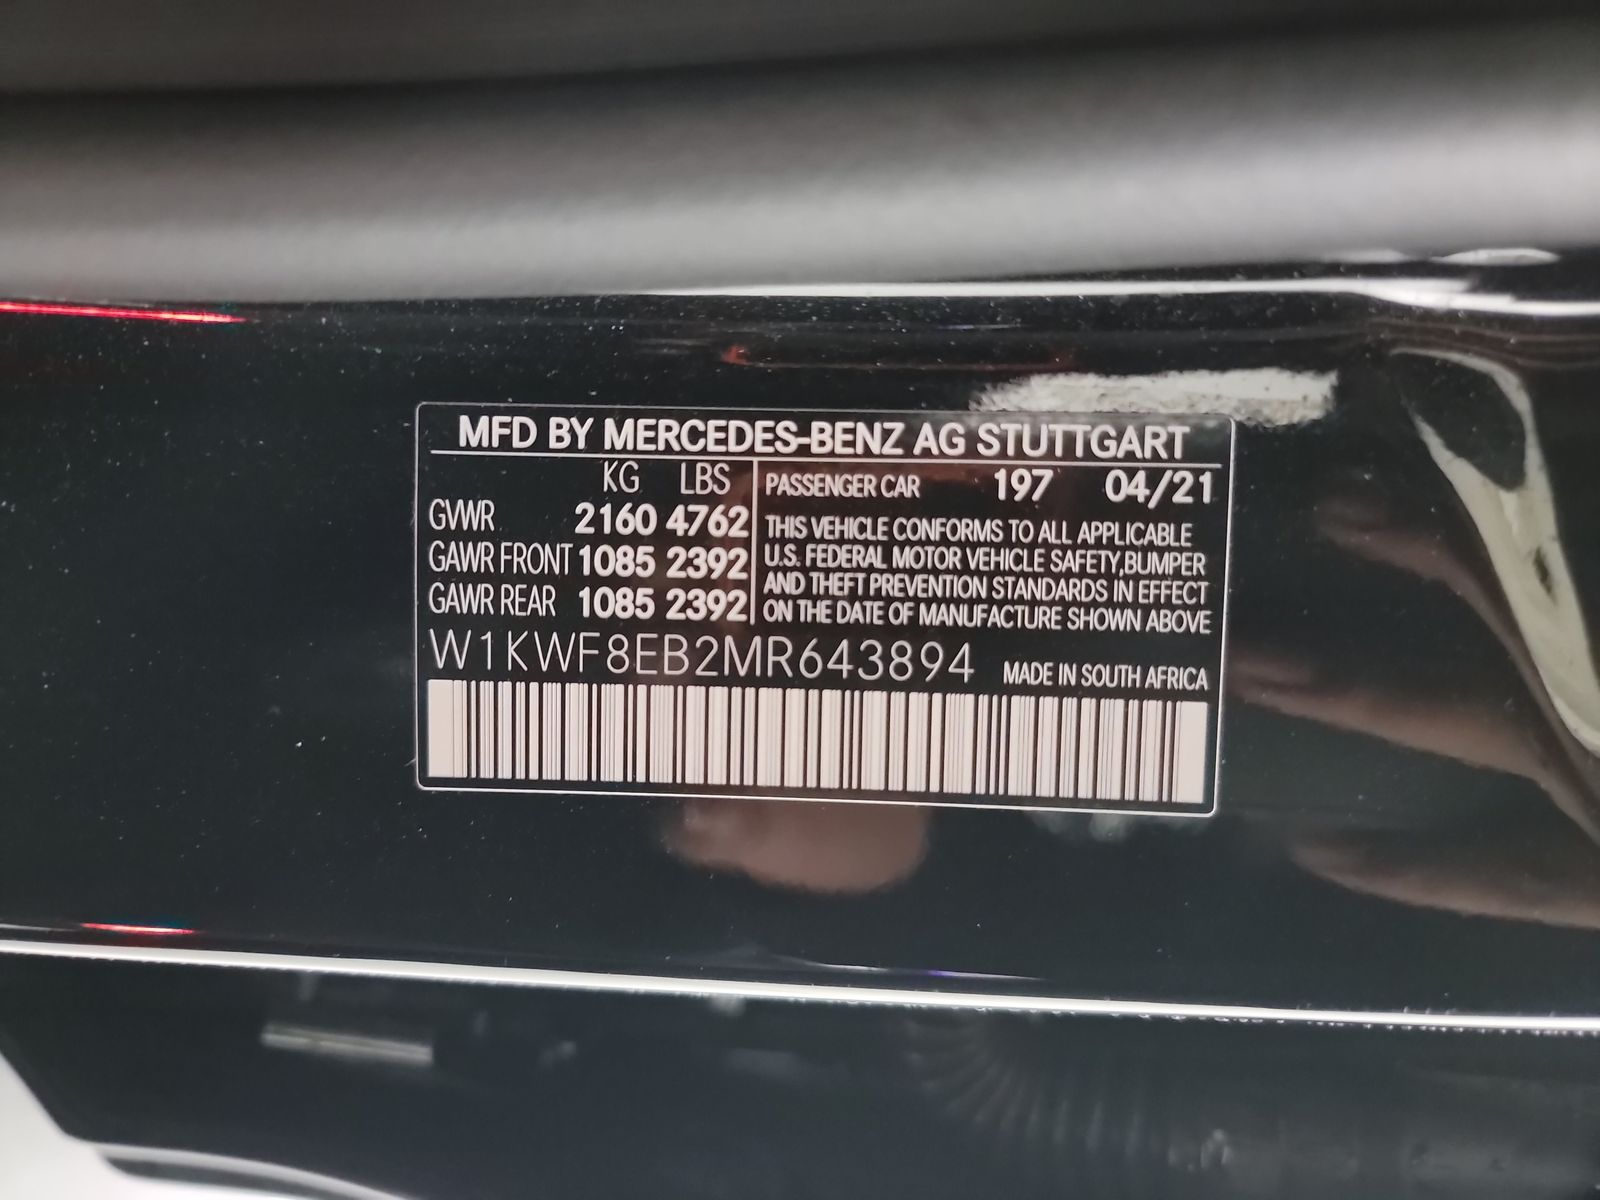 MFD BY MERCEDES-BENZ AG STUTTGART
KG LBS
GVWR 2160 4762
GAWR FRONT 1085 2392
GAWR REAR 1085 2392
PASSENGER CAR 197 04/21
THIS VEHICLE CONFORMS TO ALL APPLICABLE
U.S. FEDERAL MOTOR VEHICLE SAFETY,BUMPER
AND THEFT PREVENTION STANDARDS IN EFFECT
ON THE DATE OF MANUFACTURE SHOWN ABOVE
W1KWF8EB2MR643894
MADE IN SOUTH AFRICA